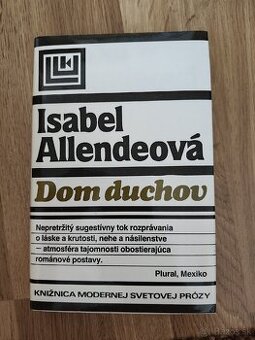 Isabel
Allendeová
Dom duchov
Nepretržitý sugestívny tok rozprávania
o láske a krutosti, nehe a násilenstve
– atmosféra tajomnosti obostierajúca
románové postavy.
Plural, Mexiko
KNIŽNICA MODERNEJ SVETOVEJ PRÓZY